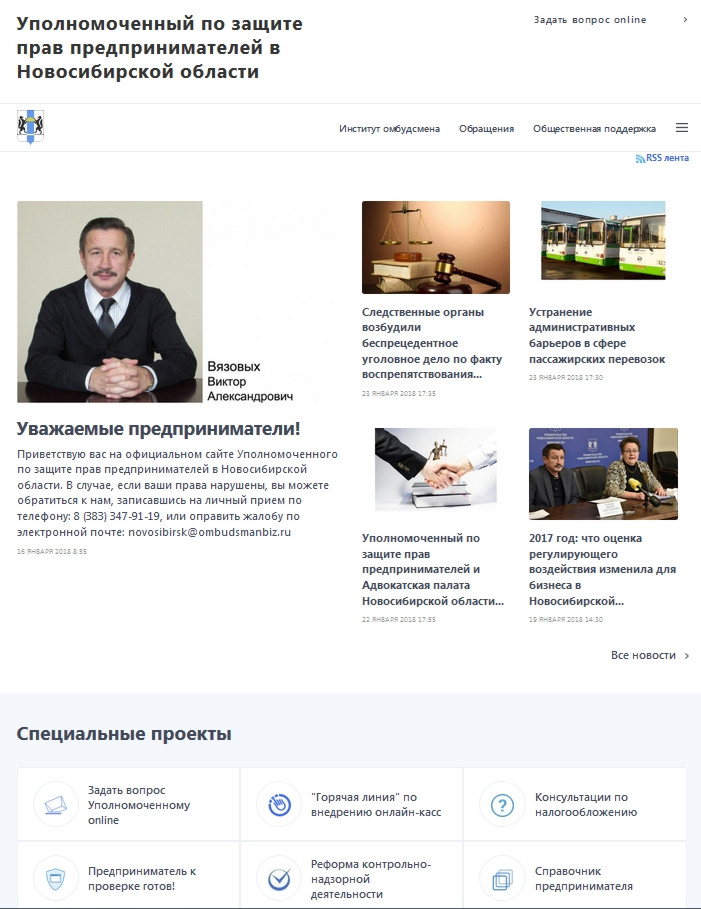 Уполномоченный по защите
прав предпринимателей в
Новосибирской области
Задать вопрос online
Институт омбудсмена
Обращения
Общественная поддержка
RSS лента
Вязовых
Виктор
Александрович
Уважаемые предприниматели!
Приветствую вас на официальном сайте Уполномоченного
по защите прав предпринимателей в Новосибирской
области. В случае, если ваши права нарушены, вы можете
обратиться к нам, записавшись на личный прием по
телефону: 8 (383) 347-91-19, или оправить жалобу по
электронной почте: novosibirsk@ombudsmanbiz.ru
16 ЯНВАРЯ 2018 8:55
Следственные органы
возбудили
беспрецедентное
уголовное дело по факту
воспрепятствования...
23 ЯНВАРЯ 2018 17:35
Устранение
административных
барьеров в сфере
пассажирских перевозок
23 ЯНВАРЯ 2018 17:30
Уполномоченный по
защите прав
предпринимателей и
Адвокатская палата
Новосибирской области...
22 ЯНВАРЯ 2018 17:55
2017 год: что оценка
регулирующего
воздействия изменила для
бизнеса в
Новосибирской...
19 ЯНВАРЯ 2018 14:30
Все новости
Специальные проекты
Задать вопрос
Уполномоченному
online
"Горячая линия" по
внедрению онлайн-касс
Консультации по
налогообложению
Предприниматель к
проверке готов!
Реформа контрольно-
надзорной
деятельности
Справочник
предпринимателя